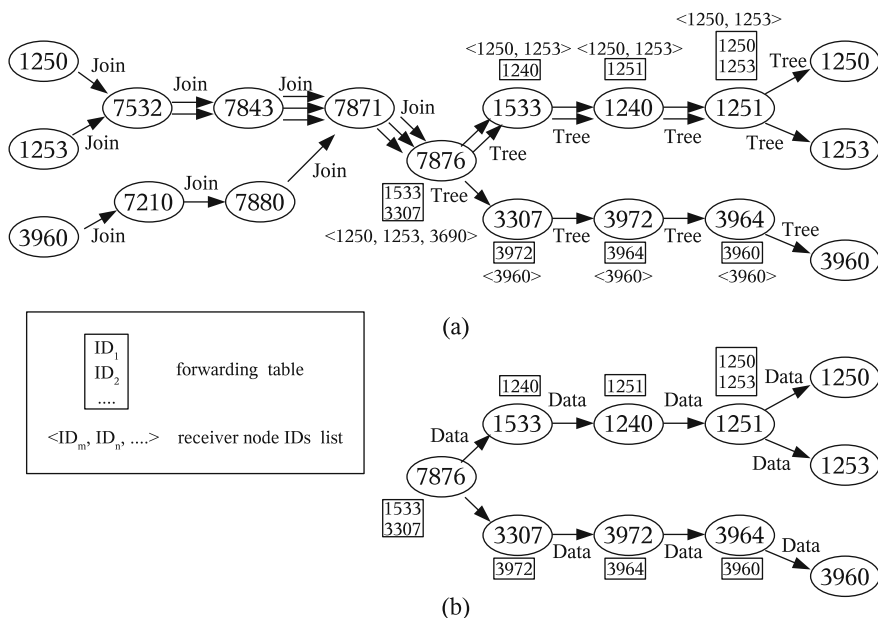 <1250, 1253>
<1250, 1253> <1250, 1253>
1250
1253
1240 1251
1250 Join Join Join Join Tree 1250
7532 7843 7871 1533 1240 1251
1253 Join Tree Tree Tree 1253
7876 Tree
Join Join Tree
7210 7880
1533
3307
<1250, 1253, 3690>
3960 Join
3307 Tree 3972 Tree 3964 Tree 3960
3972 3964 3960
<3960> <3960> <3960>
(a)
ID1
ID2
....
forwarding table
<IDm, IDn, ....> receiver node IDs list
1240 1251
1250
1253
Data 1250
1533 Data 1240 Data 1251
Data Data 1253
7876
1533
3307
3307 Data 3972 Data 3964 Data 3960
3972 3964 3960
(b)